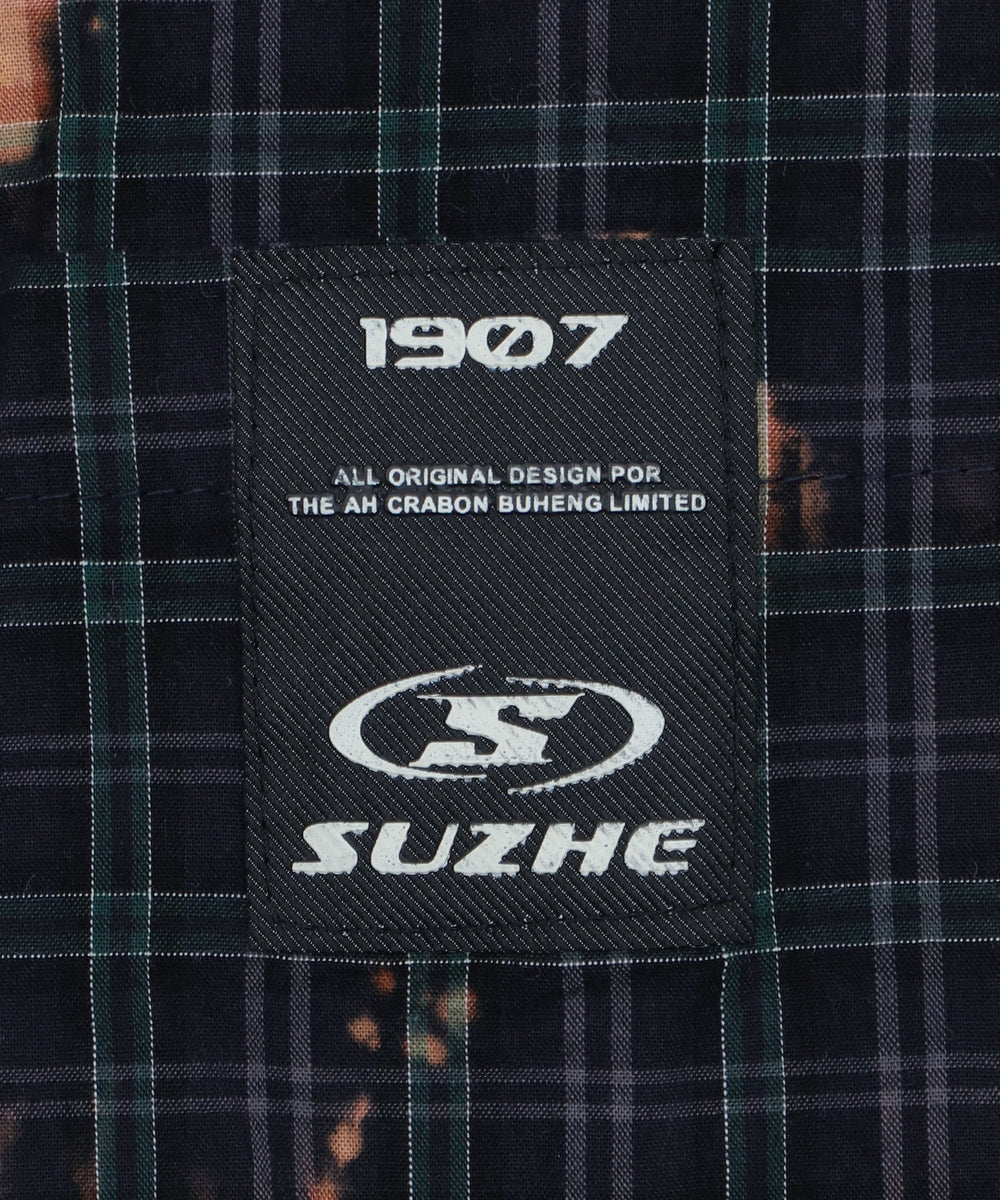 1907
ALL ORIGINAL DESIGN POR
THE AH CRABON BUHENG LIMITED
S
SUZHE